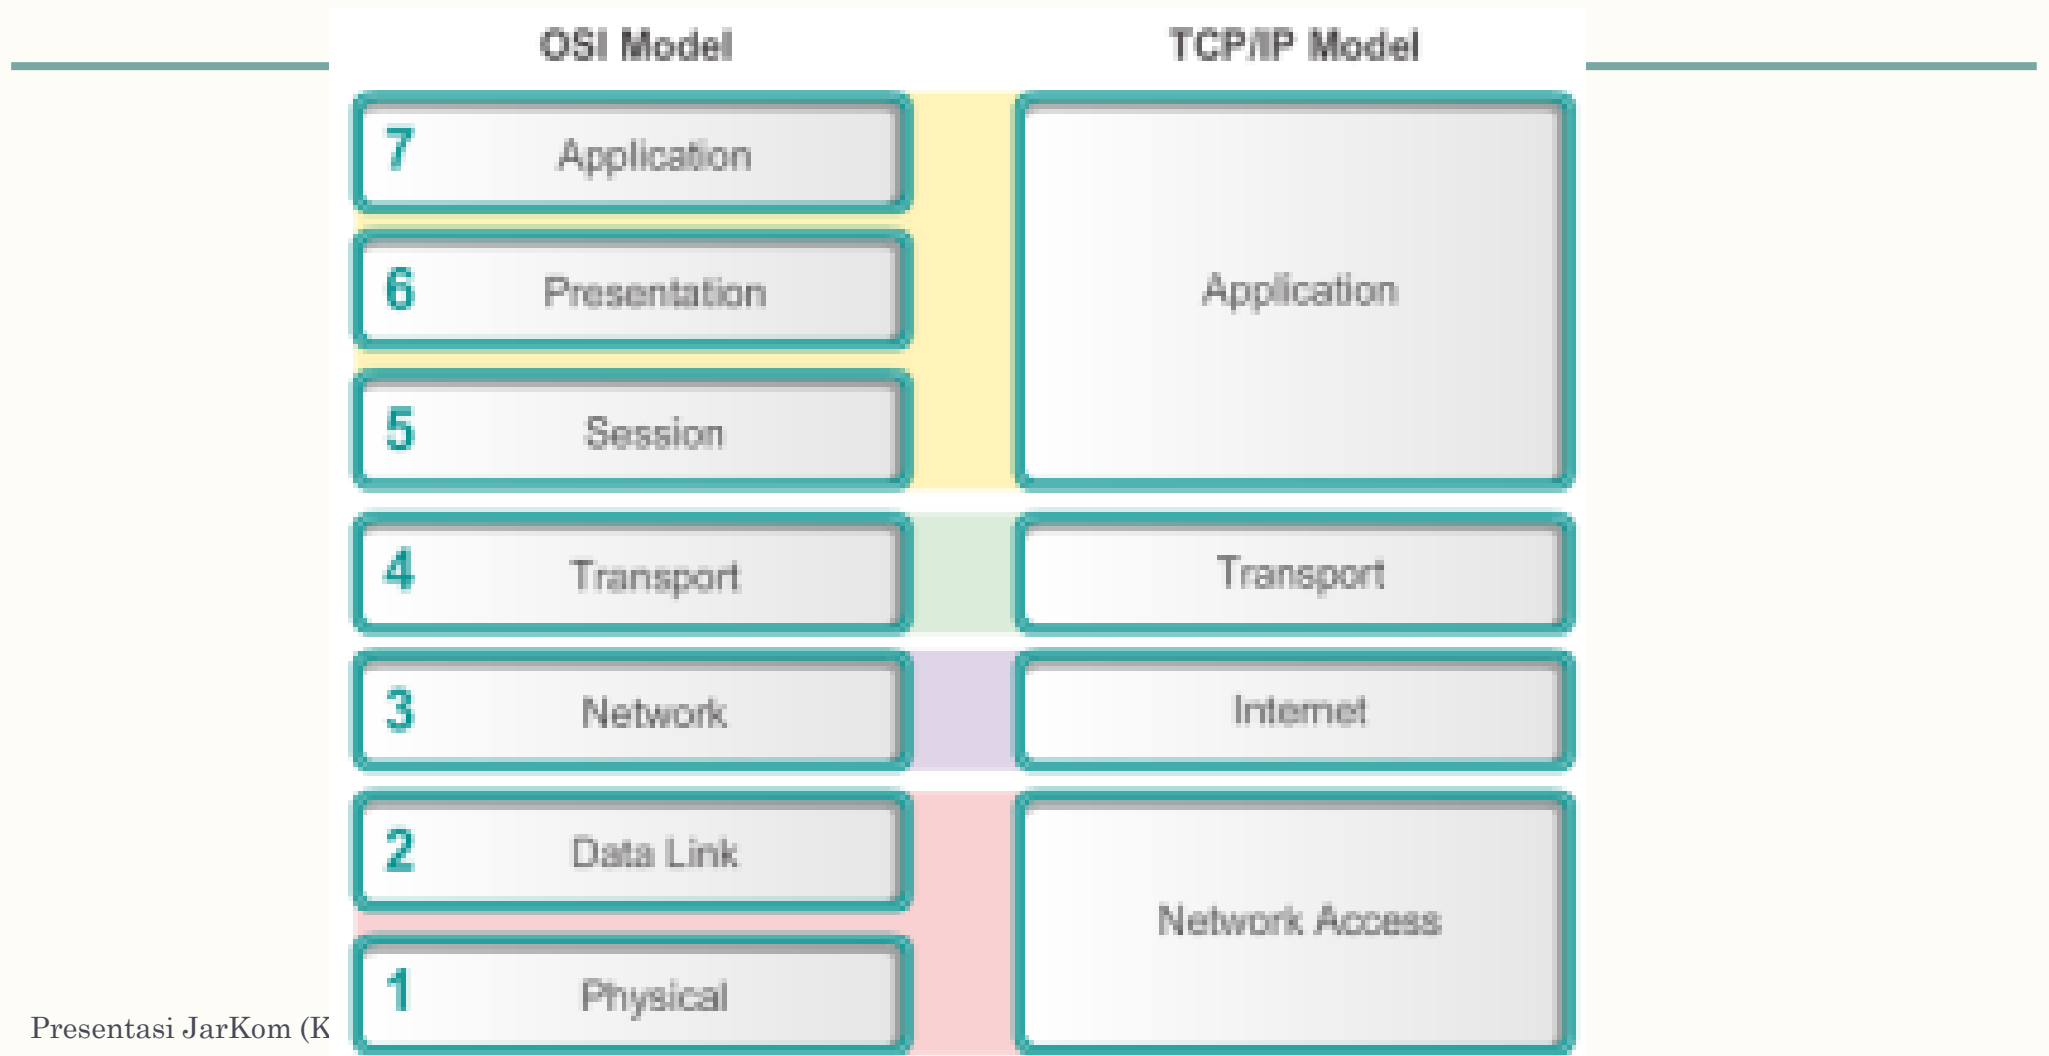 OSI Model
TCP/IP Model
7 Application
6 Presentation
5 Session
Application
4 Transport
Transport
3 Network
Internet
2 Data Link
1 Physical
Network Access
Presentasi JarKom (K